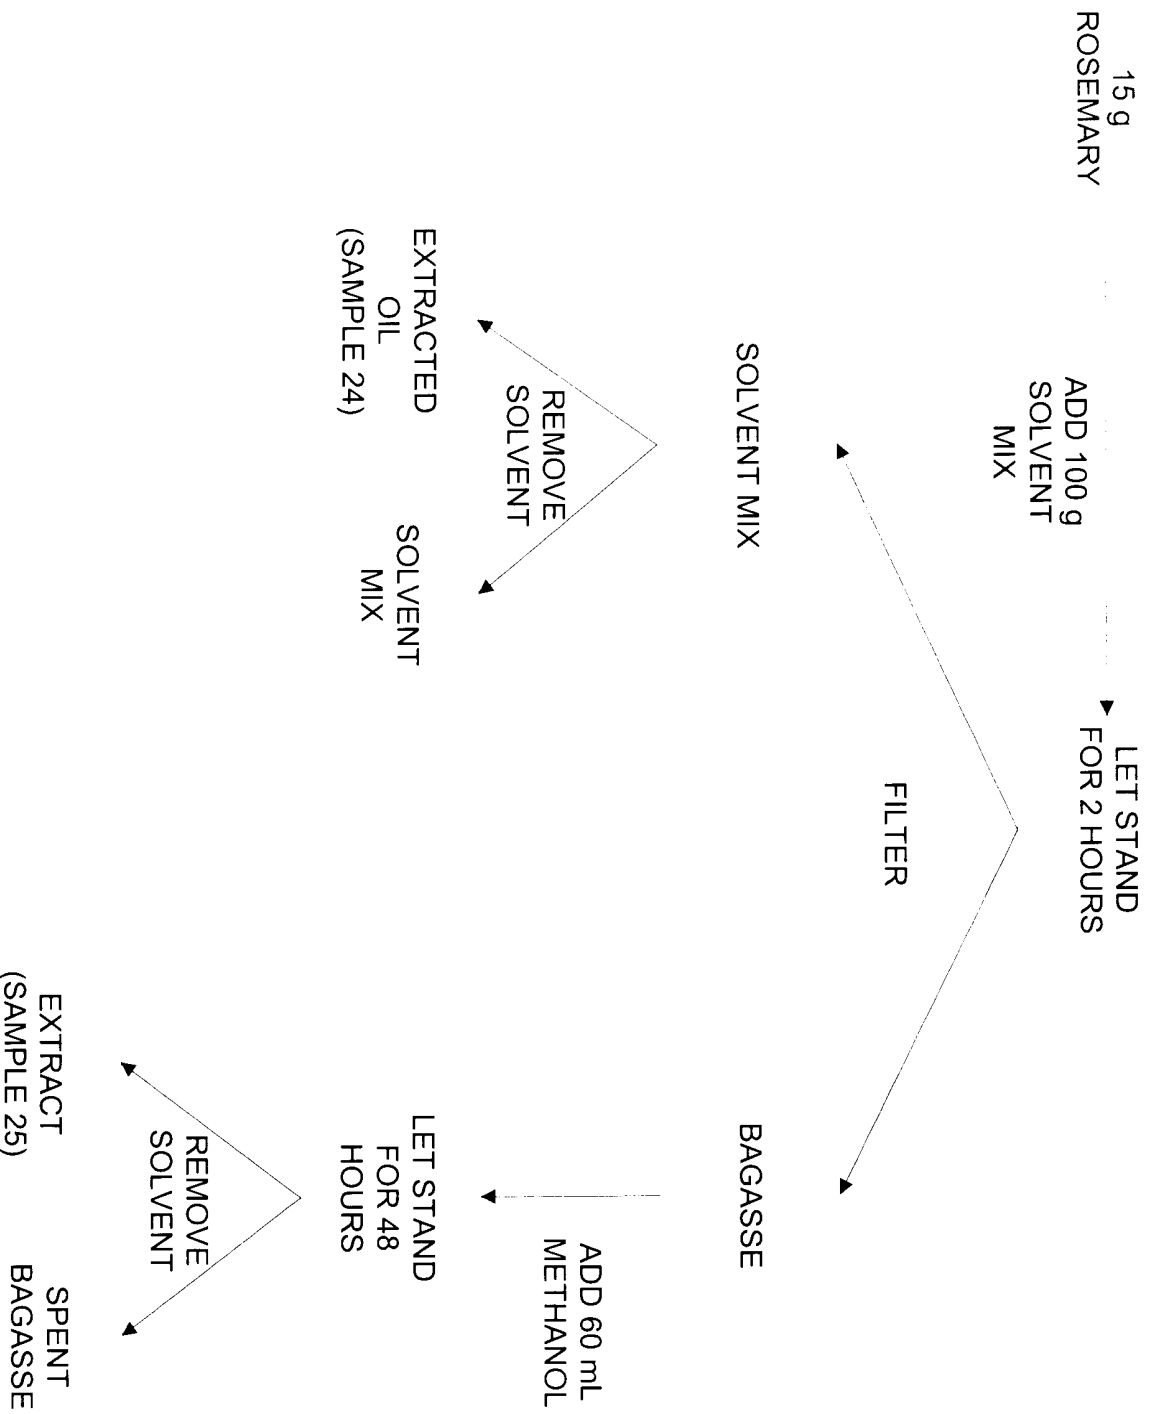 15 g
ROSEMARY
ADD 100 g
SOLVENT
MIX
LET STAND
FOR 2 HOURS
FILTER
SOLVENT MIX
BAGASSE
REMOVE
SOLVENT
ADD 60 mL
METHANOL
EXTRACTED
OIL
(SAMPLE 24)
SOLVENT
MIX
LET STAND
FOR 48
HOURS
REMOVE
SOLVENT
EXTRACT
(SAMPLE 25)
SPENT
BAGASSE